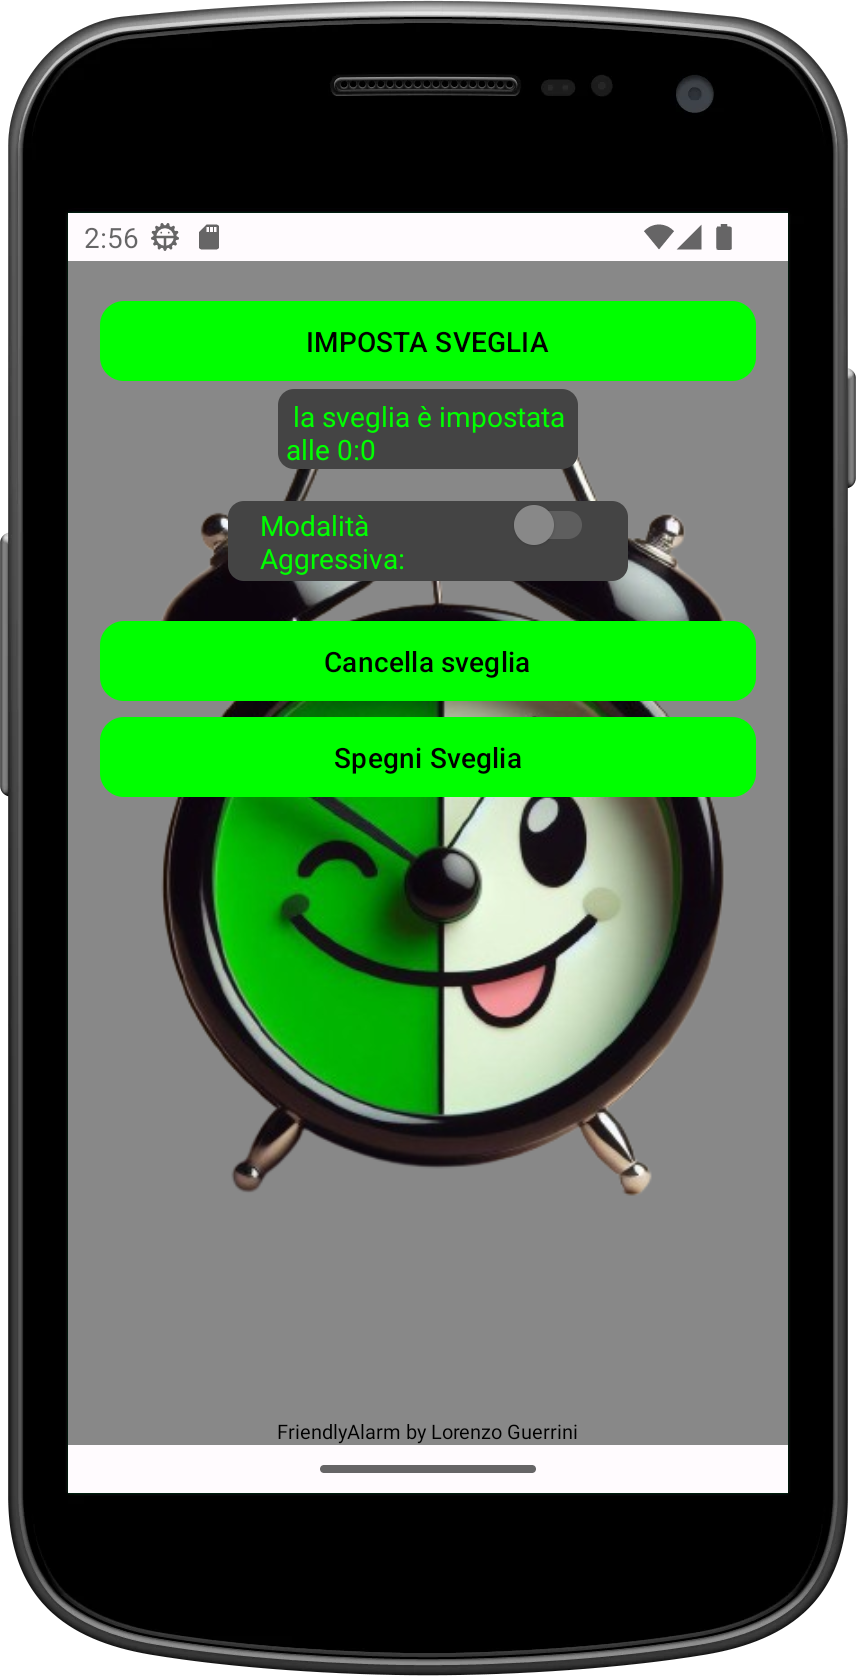 2:56
IMPOSTA SVEGLIA
la sveglia è impostata
alle 0:0
Modalità
Aggressiva:
Cancella sveglia
Spegni Sveglia
FriendlyAlarm by Lorenzo Guerrini